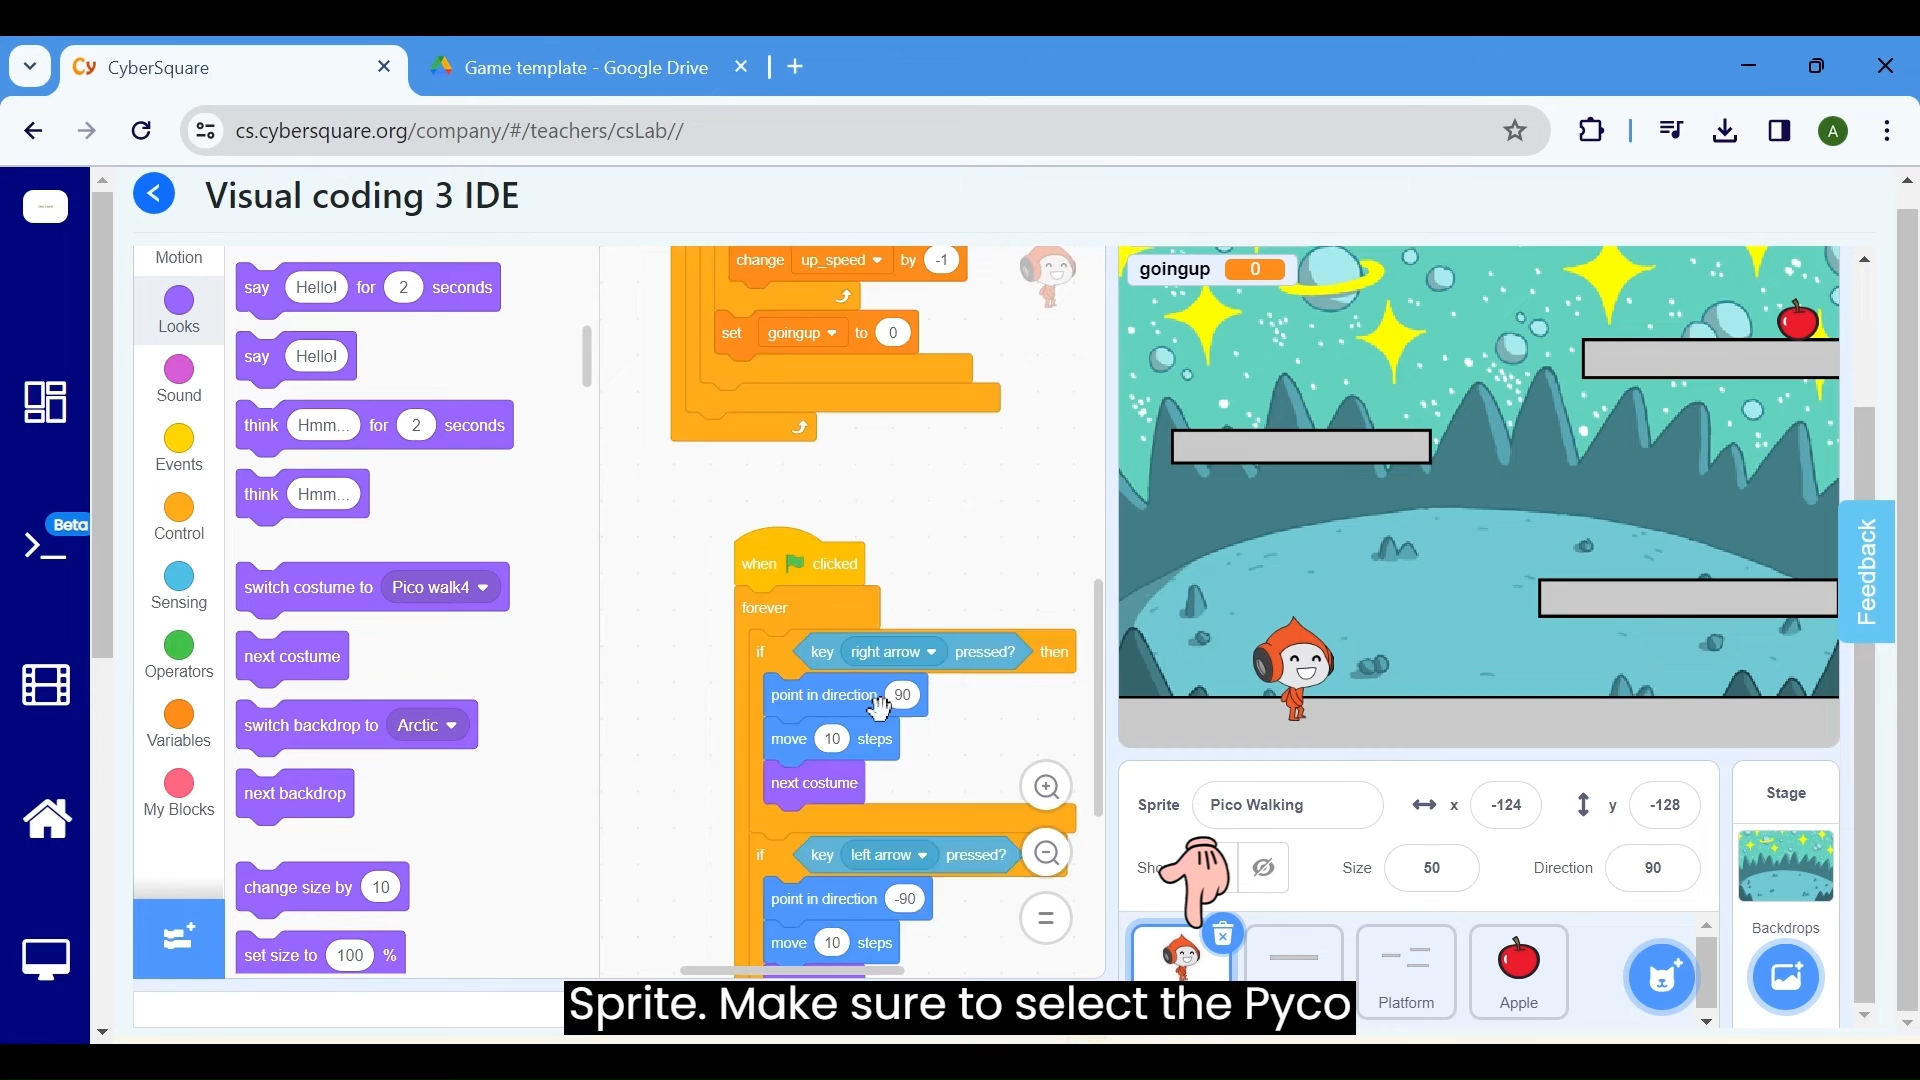 CyberSquare
Game template - Google Drive
cs.cybersquare.org/company/#/teachers/csLab//
A
Visual coding 3 IDE
Beta
Motion
Looks
Sound
Events
Control
Sensing
Operators
Variables
My Blocks
say Hello! for 2 seconds
say Hello!
think Hmm... for 2 seconds
think Hmm...
switch costume to Pico walk4
next costume
switch backdrop to Arctic
next backdrop
change size by 10
set size to 100 %
change up_speed by -1
set goingup to 0
when clicked
forever
if key right arrow pressed? then
point in direction 90
move 10 steps
next costume
if key left arrow pressed?
point in direction -90
move 10 steps
goingup 0
Feedback
Sprite Pico Walking x -124 y -128
Size 50 Direction 90
Platform
Apple
Stage
Backdrops
Sprite. Make sure to select the Pyco